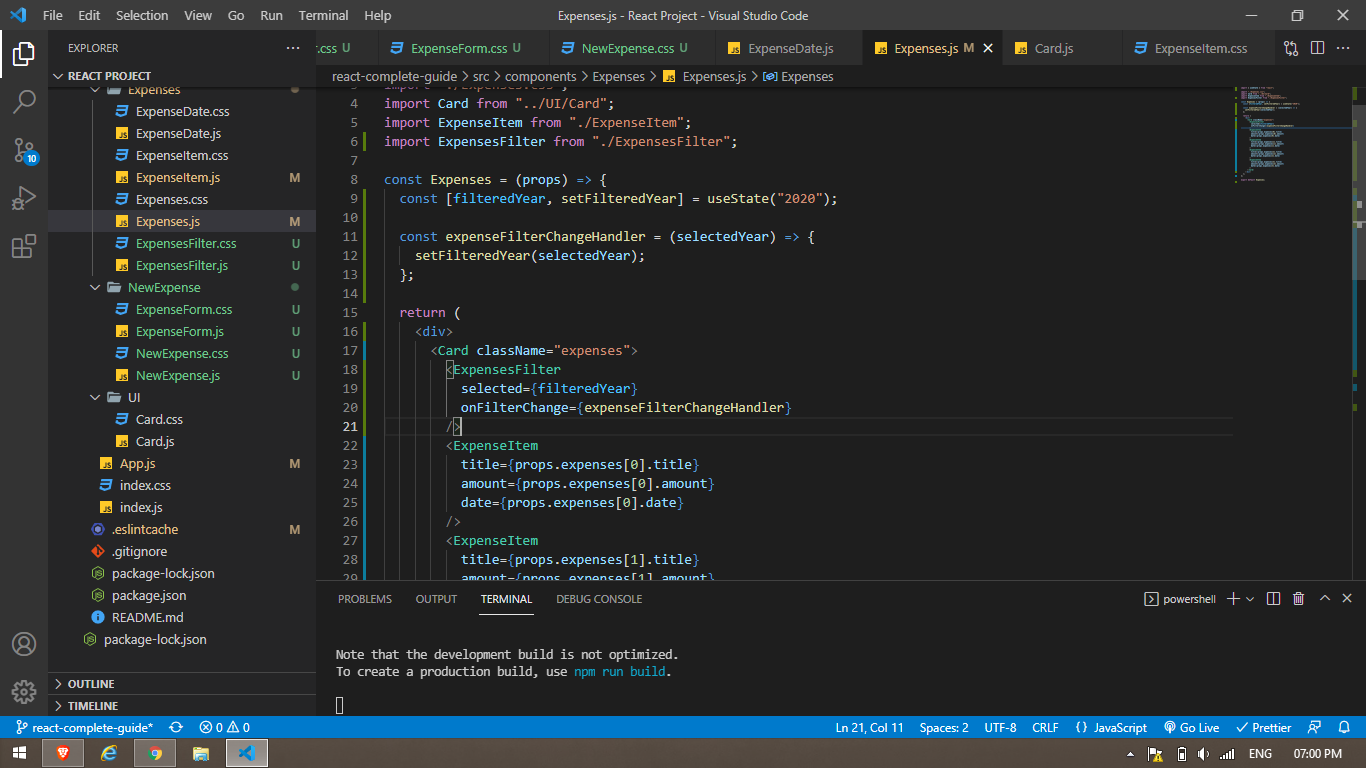 File Edit Selection View Go Run Terminal Help Expenses.js - React Project - Visual Studio Code
EXPLORER
r.css U ExpenseForm.css U NewExpense.css U ExpenseDate.js Expenses.js M Card.js ExpenseItem.css
REACT PROJECT
Expenses
ExpenseDate.css
ExpenseDate.js
ExpenseItem.css
ExpenseItem.js M
Expenses.css
Expenses.js M
ExpensesFilter.css U
ExpensesFilter.js U
NewExpense
ExpenseForm.css U
ExpenseForm.js U
NewExpense.css U
NewExpense.js U
UI
Card.css
Card.js
App.js M
index.css
index.js
.eslintcache M
.gitignore
package-lock.json
package.json
README.md
package-lock.json
OUTLINE
TIMELINE
10
react-complete-guide > src > components > Expenses > Expenses.js > Expenses
3 import "./Expenses.css";
4 import Card from "../UI/Card";
5 import ExpenseItem from "./ExpenseItem";
6 import ExpensesFilter from "./ExpensesFilter";
7
8 const Expenses = (props) => {
9 const [filteredYear, setFilteredYear] = useState("2020");
10
11 const expenseFilterChangeHandler = (selectedYear) => {
12 setFilteredYear(selectedYear);
13 };
14
15 return (
16 <div>
17 <Card className="expenses">
18 <ExpensesFilter
19 selected={filteredYear}
20 onFilterChange={expenseFilterChangeHandler}
21 />
22 <ExpenseItem
23 title={props.expenses[0].title}
24 amount={props.expenses[0].amount}
25 date={props.expenses[0].date}
26 />
27 <ExpenseItem
28 title={props.expenses[1].title}
29 amount={props.expenses[1].amount}
PROBLEMS OUTPUT TERMINAL DEBUG CONSOLE powershell
Note that the development build is not optimized.
To create a production build, use npm run build.
react-complete-guide* 0 0 Ln 21, Col 11 Spaces: 2 UTF-8 CRLF {} JavaScript Go Live Prettier
ENG 07:00 PM